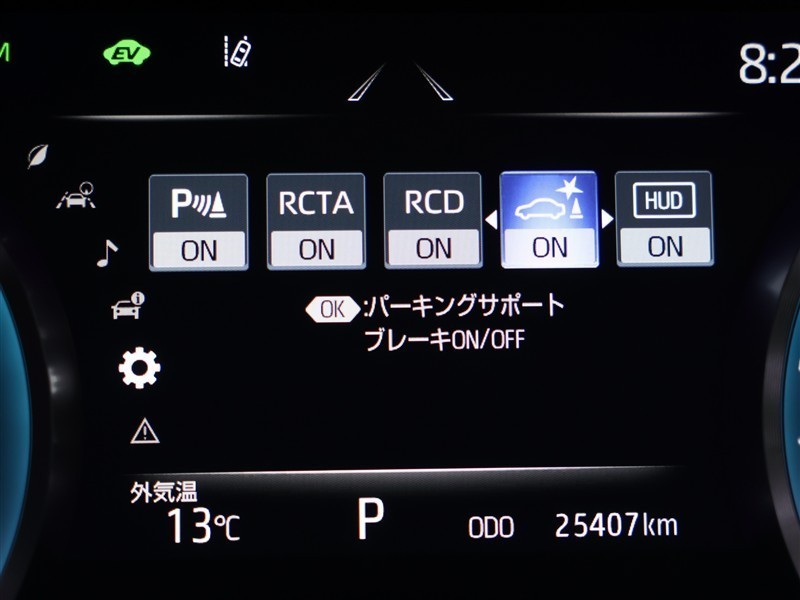 EV
8:2
P RCTA RCD HUD
ON ON ON ON ON
OK :パーキングサポート
ブレーキON/OFF
外気温
13℃ P ODO 25407km